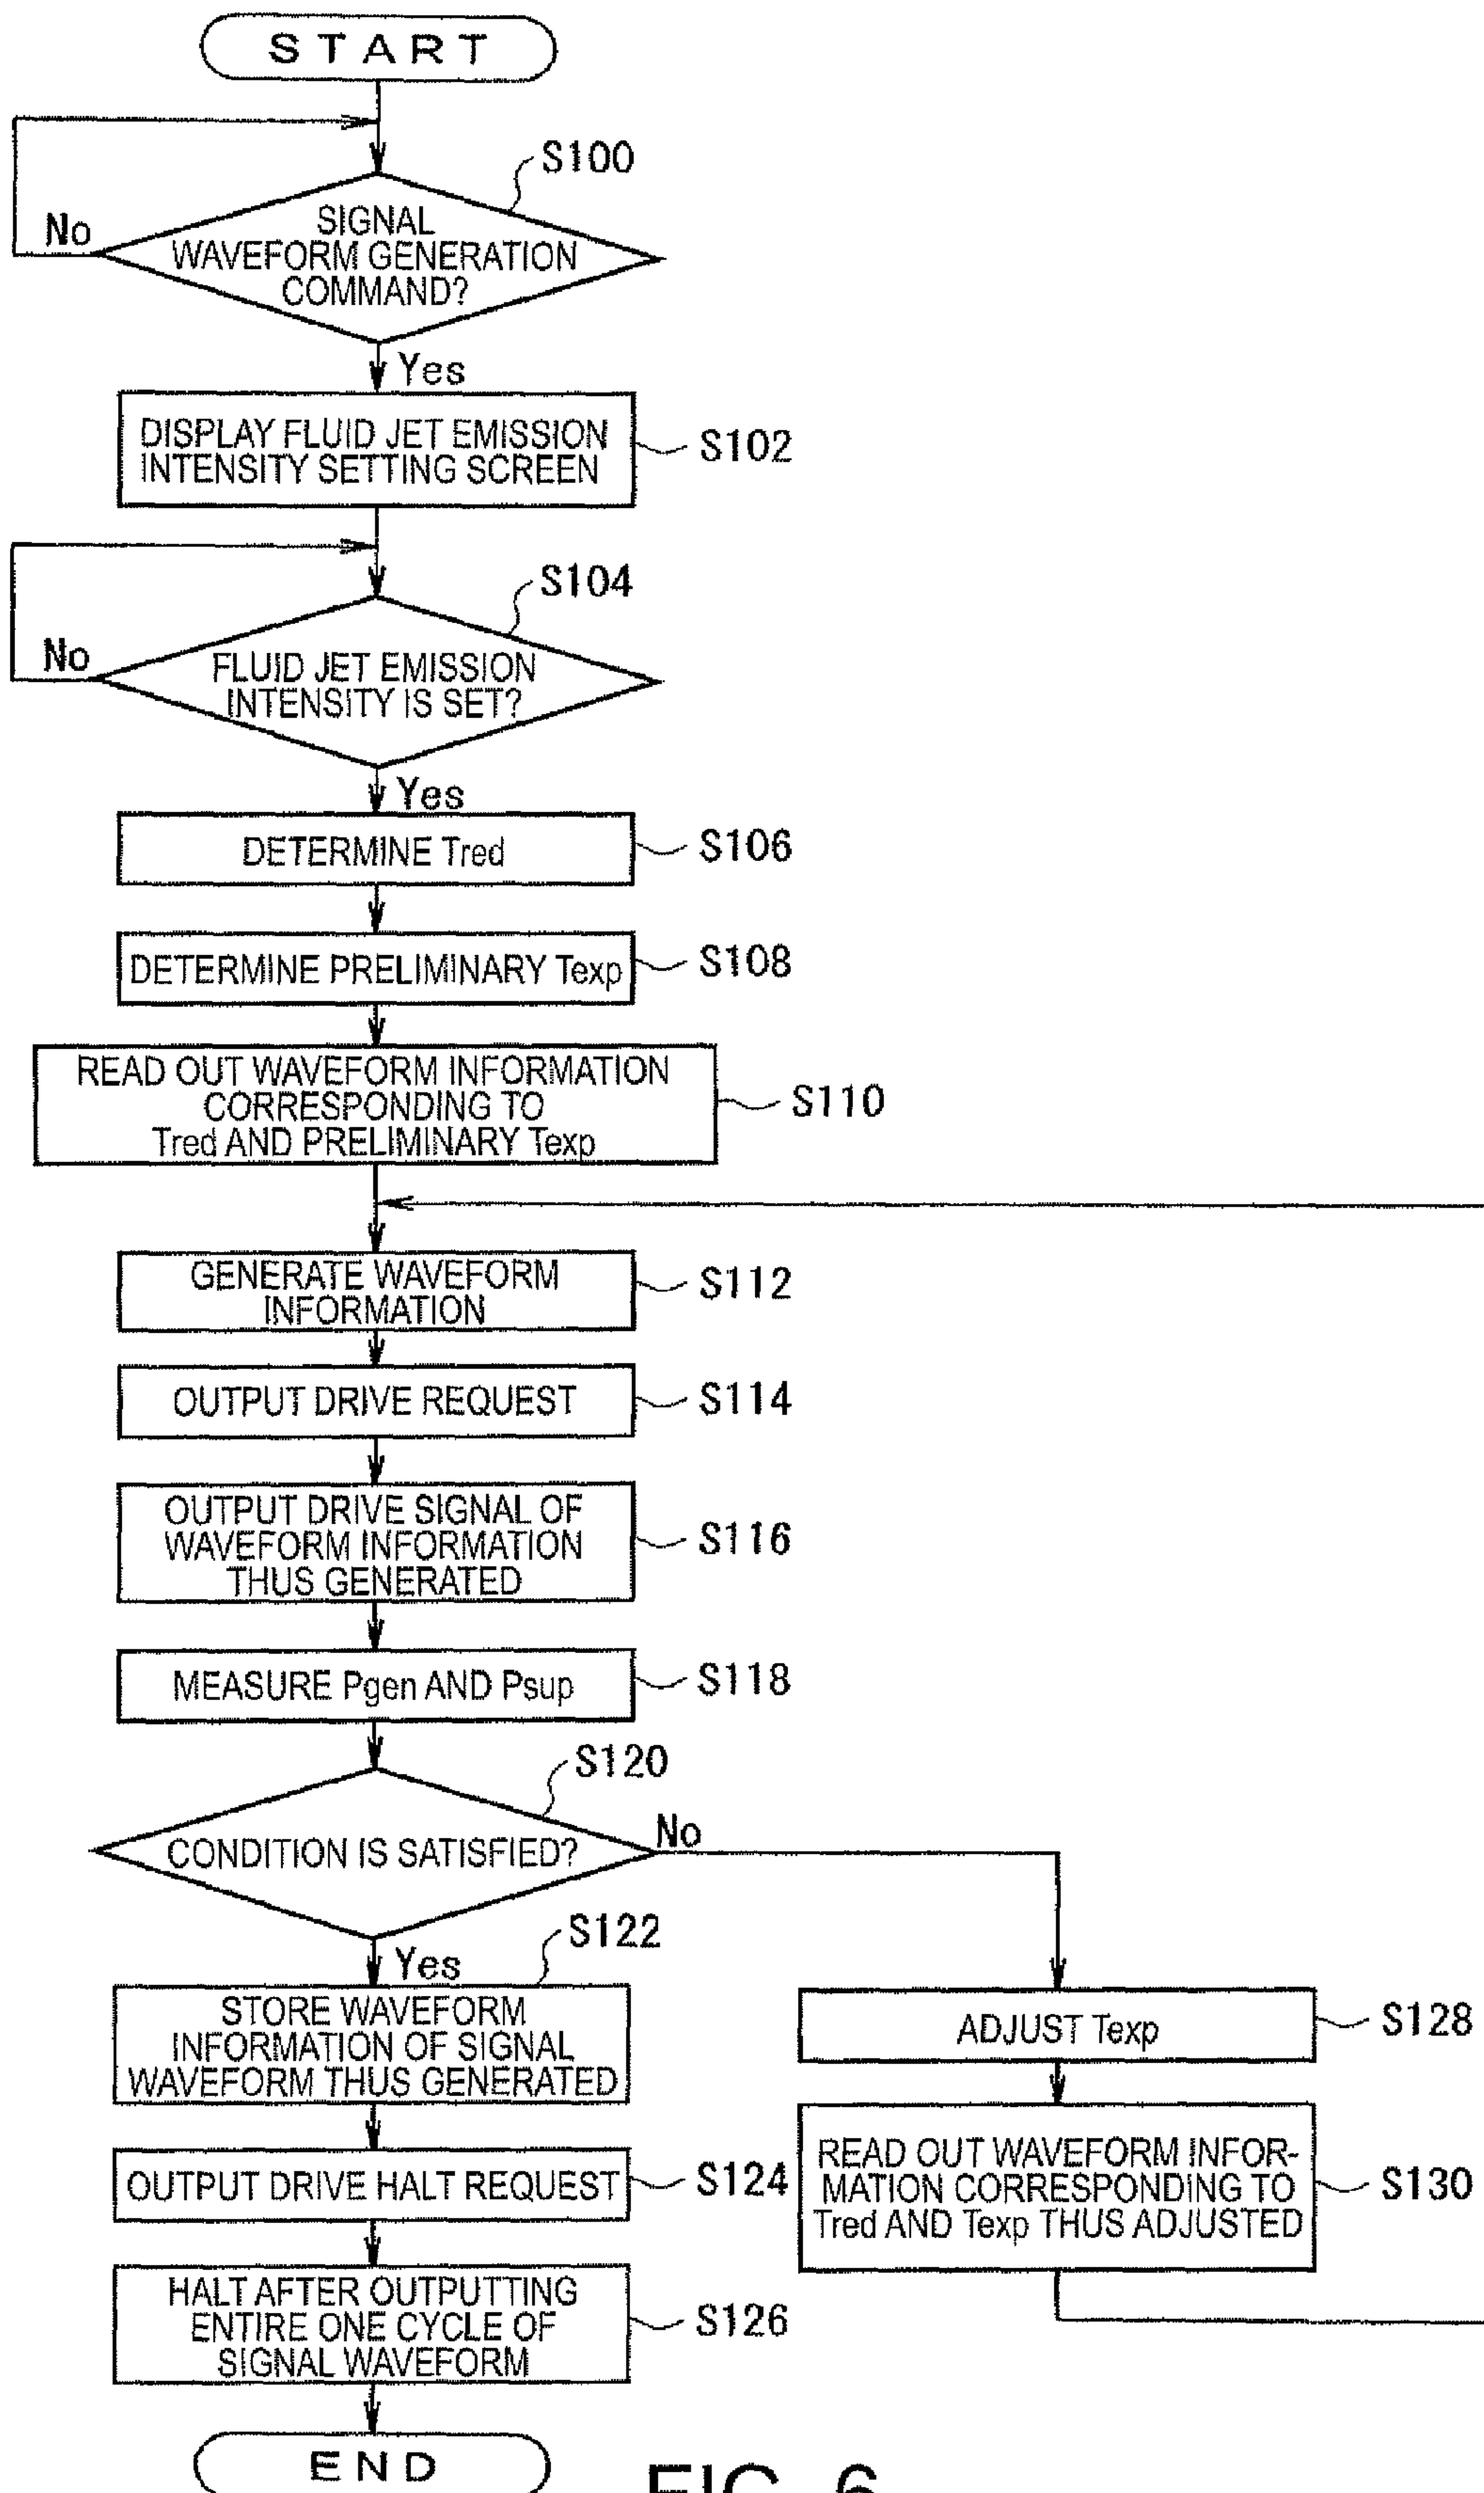 START
S100
No
SIGNAL
WAVEFORM GENERATION
COMMAND?
Yes
DISPLAY FLUID JET EMISSION
INTENSITY SETTING SCREEN
S102
S104
No
FLUID JET EMISSION
INTENSITY IS SET?
Yes
DETERMINE Tred
S106
DETERMINE PRELIMINARY Texp
S108
READ OUT WAVEFORM INFORMATION
CORRESPONDING TO
Tred AND PRELIMINARY Texp
S110
GENERATE WAVEFORM
INFORMATION
S112
OUTPUT DRIVE REQUEST
S114
OUTPUT DRIVE SIGNAL OF
WAVEFORM INFORMATION
THUS GENERATED
S116
MEASURE Pgen AND Psup
S118
S120
CONDITION IS SATISFIED?
No
Yes
S122
STORE WAVEFORM
INFORMATION OF SIGNAL
WAVEFORM THUS GENERATED
OUTPUT DRIVE HALT REQUEST
S124
HALT AFTER OUTPUTTING
ENTIRE ONE CYCLE OF
SIGNAL WAVEFORM
S126
ADJUST Texp
S128
READ OUT WAVEFORM INFOR-
MATION CORRESPONDING TO
Tred AND Texp THUS ADJUSTED
S130
END
FIG. 6